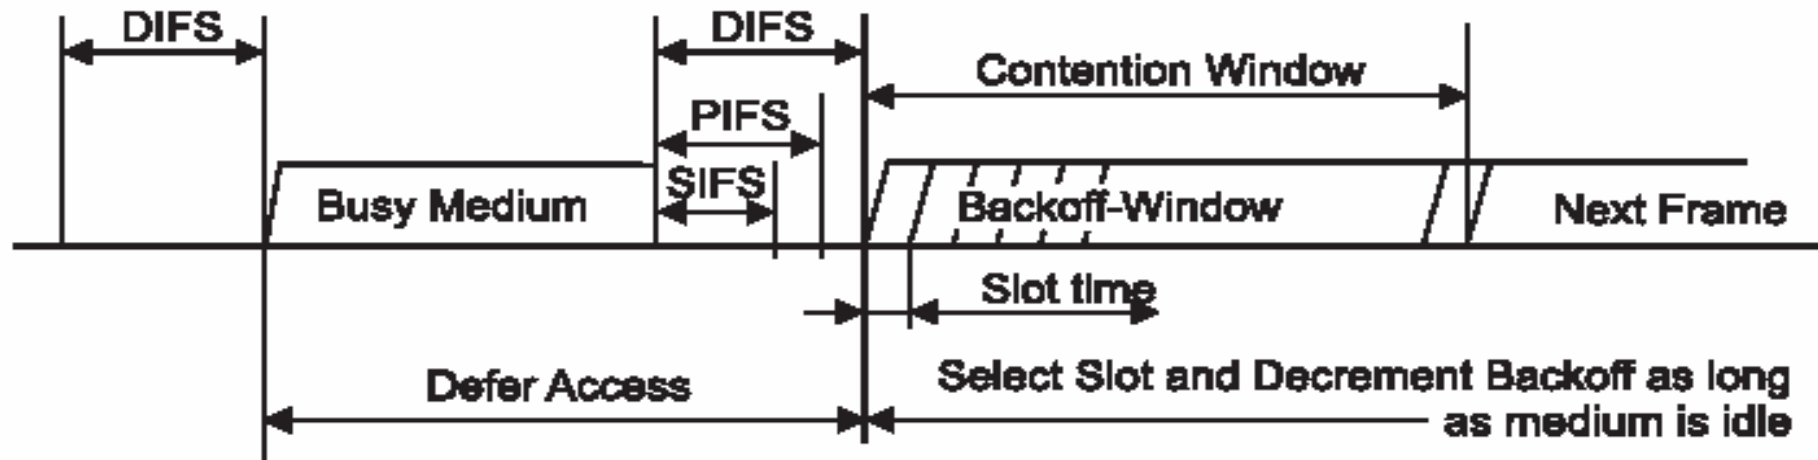 DIFS
DIFS
Contention Window
PIFS
SIFS
Busy Medium
Backoff-Window
Next Frame
Slot time
Defer Access
Select Slot and Decrement Backoff as long
as medium is idle